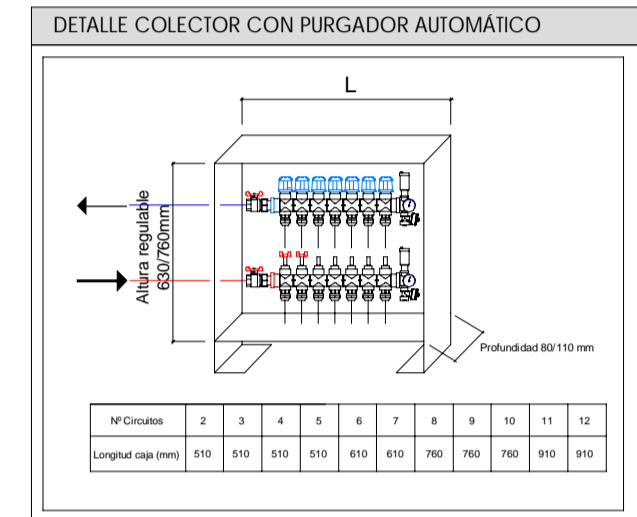 DETALLE COLECTOR CON PURGADOR AUTOMÁTICO
L
Altura regulable
630/760mm
Profundidad 80/110 mm
Nº Circuitos 2 3 4 5 6 7 8 9 10 11 12
Longitud caja (mm) 510 510 510 510 610 610 760 760 760 910 910